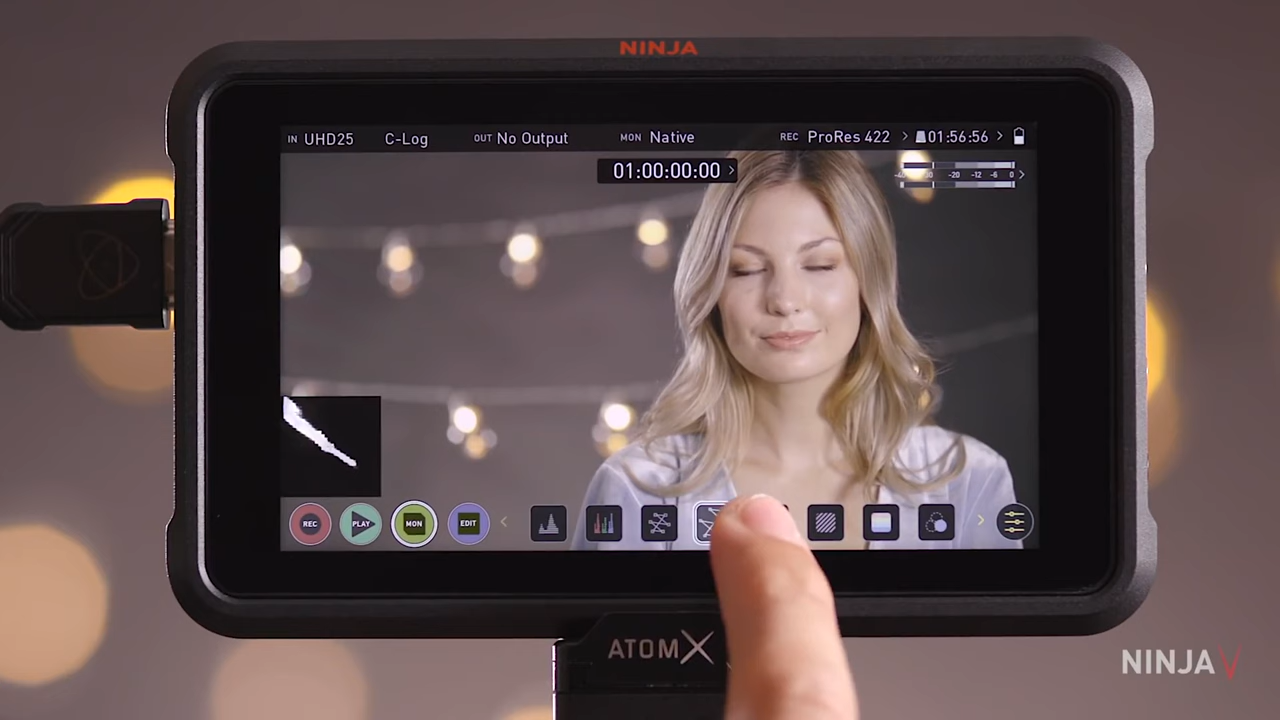 NINJA
IN UHD25 C-Log OUT No Output MON Native REC ProRes 422 > 01:56:56 >
01:00:00:00 >
-20 -12 -6 0 >
REC PLAY MON EDIT < >
ATOMX
NINJA V